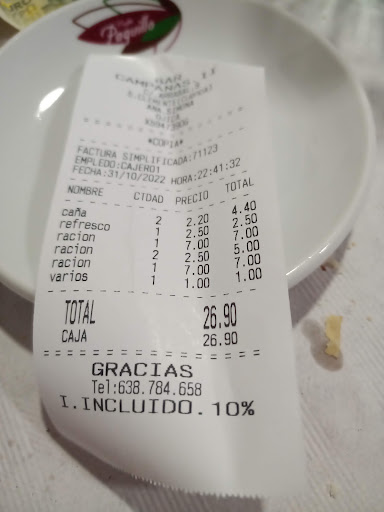 Poquello
BAR
CAMPANAS II
*COPIA*
FACTURA SIMPLIFICADA:71123
EMPLEDO:CAJERO1
FECHA:31/10/2022 HORA:22:41:32
NOMBRE CTDAD PRECIO TOTAL
caña 2 2.20 4.40
refresco 1 2.50 2.50
racion 1 7.00 7.00
racion 2 2.50 5.00
racion 1 7.00 7.00
varios 1 1.00 1.00
TOTAL 26.90
CAJA 26.90
GRACIAS
Tel:638.784.658
I.INCLUIDO.10%